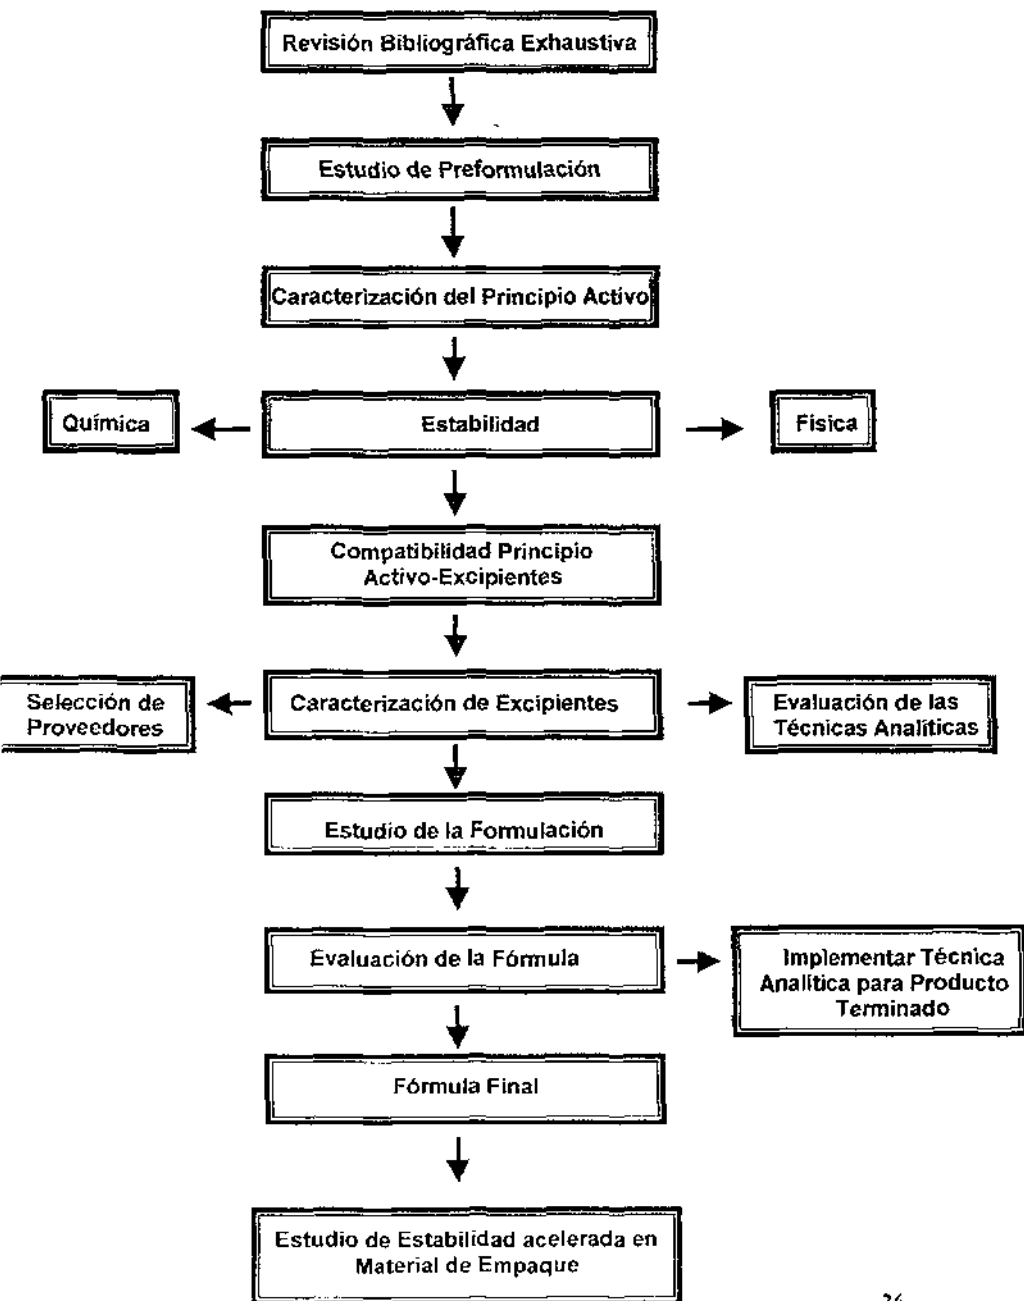 Revisión Bibliográfica Exhaustiva
Estudio de Preformulación
Caracterización del Principio Activo
Química
Estabilidad
Física
Compatibilidad Principio
Activo-Excipientes
Selección de
Proveedores
Caracterización de Excipientes
Evaluación de las
Técnicas Analíticas
Estudio de la Formulación
Evaluación de la Fórmula
Implementar Técnica
Analítica para Producto
Terminado
Fórmula Final
Estudio de Estabilidad acelerada en
Material de Empaque